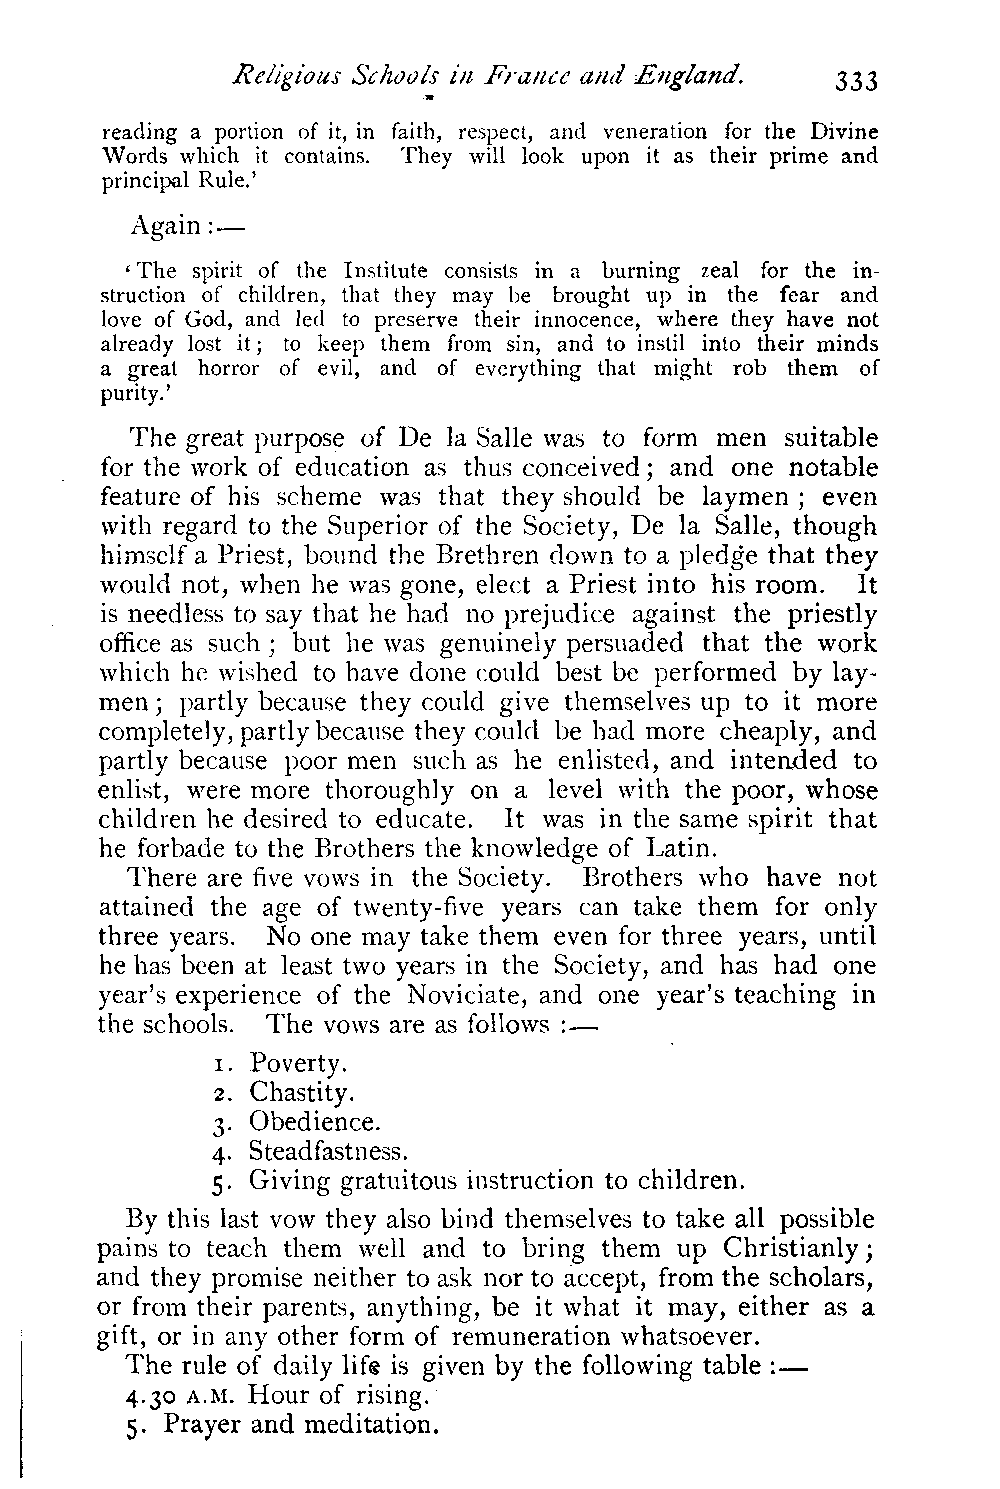 Religious Schools in France and England. 333
reading a portion of it, in faith, respect, and veneration for the Divine
Words which it contains. They will look upon it as their prime and
principal Rule.’
Again :—
‘ The spirit of the Institute consists in a burning zeal for the in-
struction of children, that they may be brought up in the fear and
love of God, and led to preserve their innocence, where they have not
already lost it ; to keep them from sin, and to instil into their minds
a great horror of evil, and of everything that might rob them of
purity.’
The great purpose of De la Salle was to form men suitable
for the work of education as thus conceived ; and one notable
feature of his scheme was that they should be laymen ; even
with regard to the Superior of the Society, De la Salle, though
himself a Priest, bound the Brethren down to a pledge that they
would not, when he was gone, elect a Priest into his room. It
is needless to say that he had no prejudice against the priestly
office as such ; but he was genuinely persuaded that the work
which he wished to have done could best be performed by lay-
men ; partly because they could give themselves up to it more
completely, partly because they could be had more cheaply, and
partly because poor men such as he enlisted, and intended to
enlist, were more thoroughly on a level with the poor, whose
children he desired to educate. It was in the same spirit that
he forbade to the Brothers the knowledge of Latin.
There are five vows in the Society. Brothers who have not
attained the age of twenty-five years can take them for only
three years. No one may take them even for three years, until
he has been at least two years in the Society, and has had one
year’s experience of the Noviciate, and one year’s teaching in
the schools. The vows are as follows :—
1. Poverty.
2. Chastity.
3. Obedience.
4. Steadfastness.
5. Giving gratuitous instruction to children.
By this last vow they also bind themselves to take all possible
pains to teach them well and to bring them up Christianly ;
and they promise neither to ask nor to accept, from the scholars,
or from their parents, anything, be it what it may, either as a
gift, or in any other form of remuneration whatsoever.
The rule of daily life is given by the following table :—
4.30 A.M. Hour of rising.
5. Prayer and meditation.